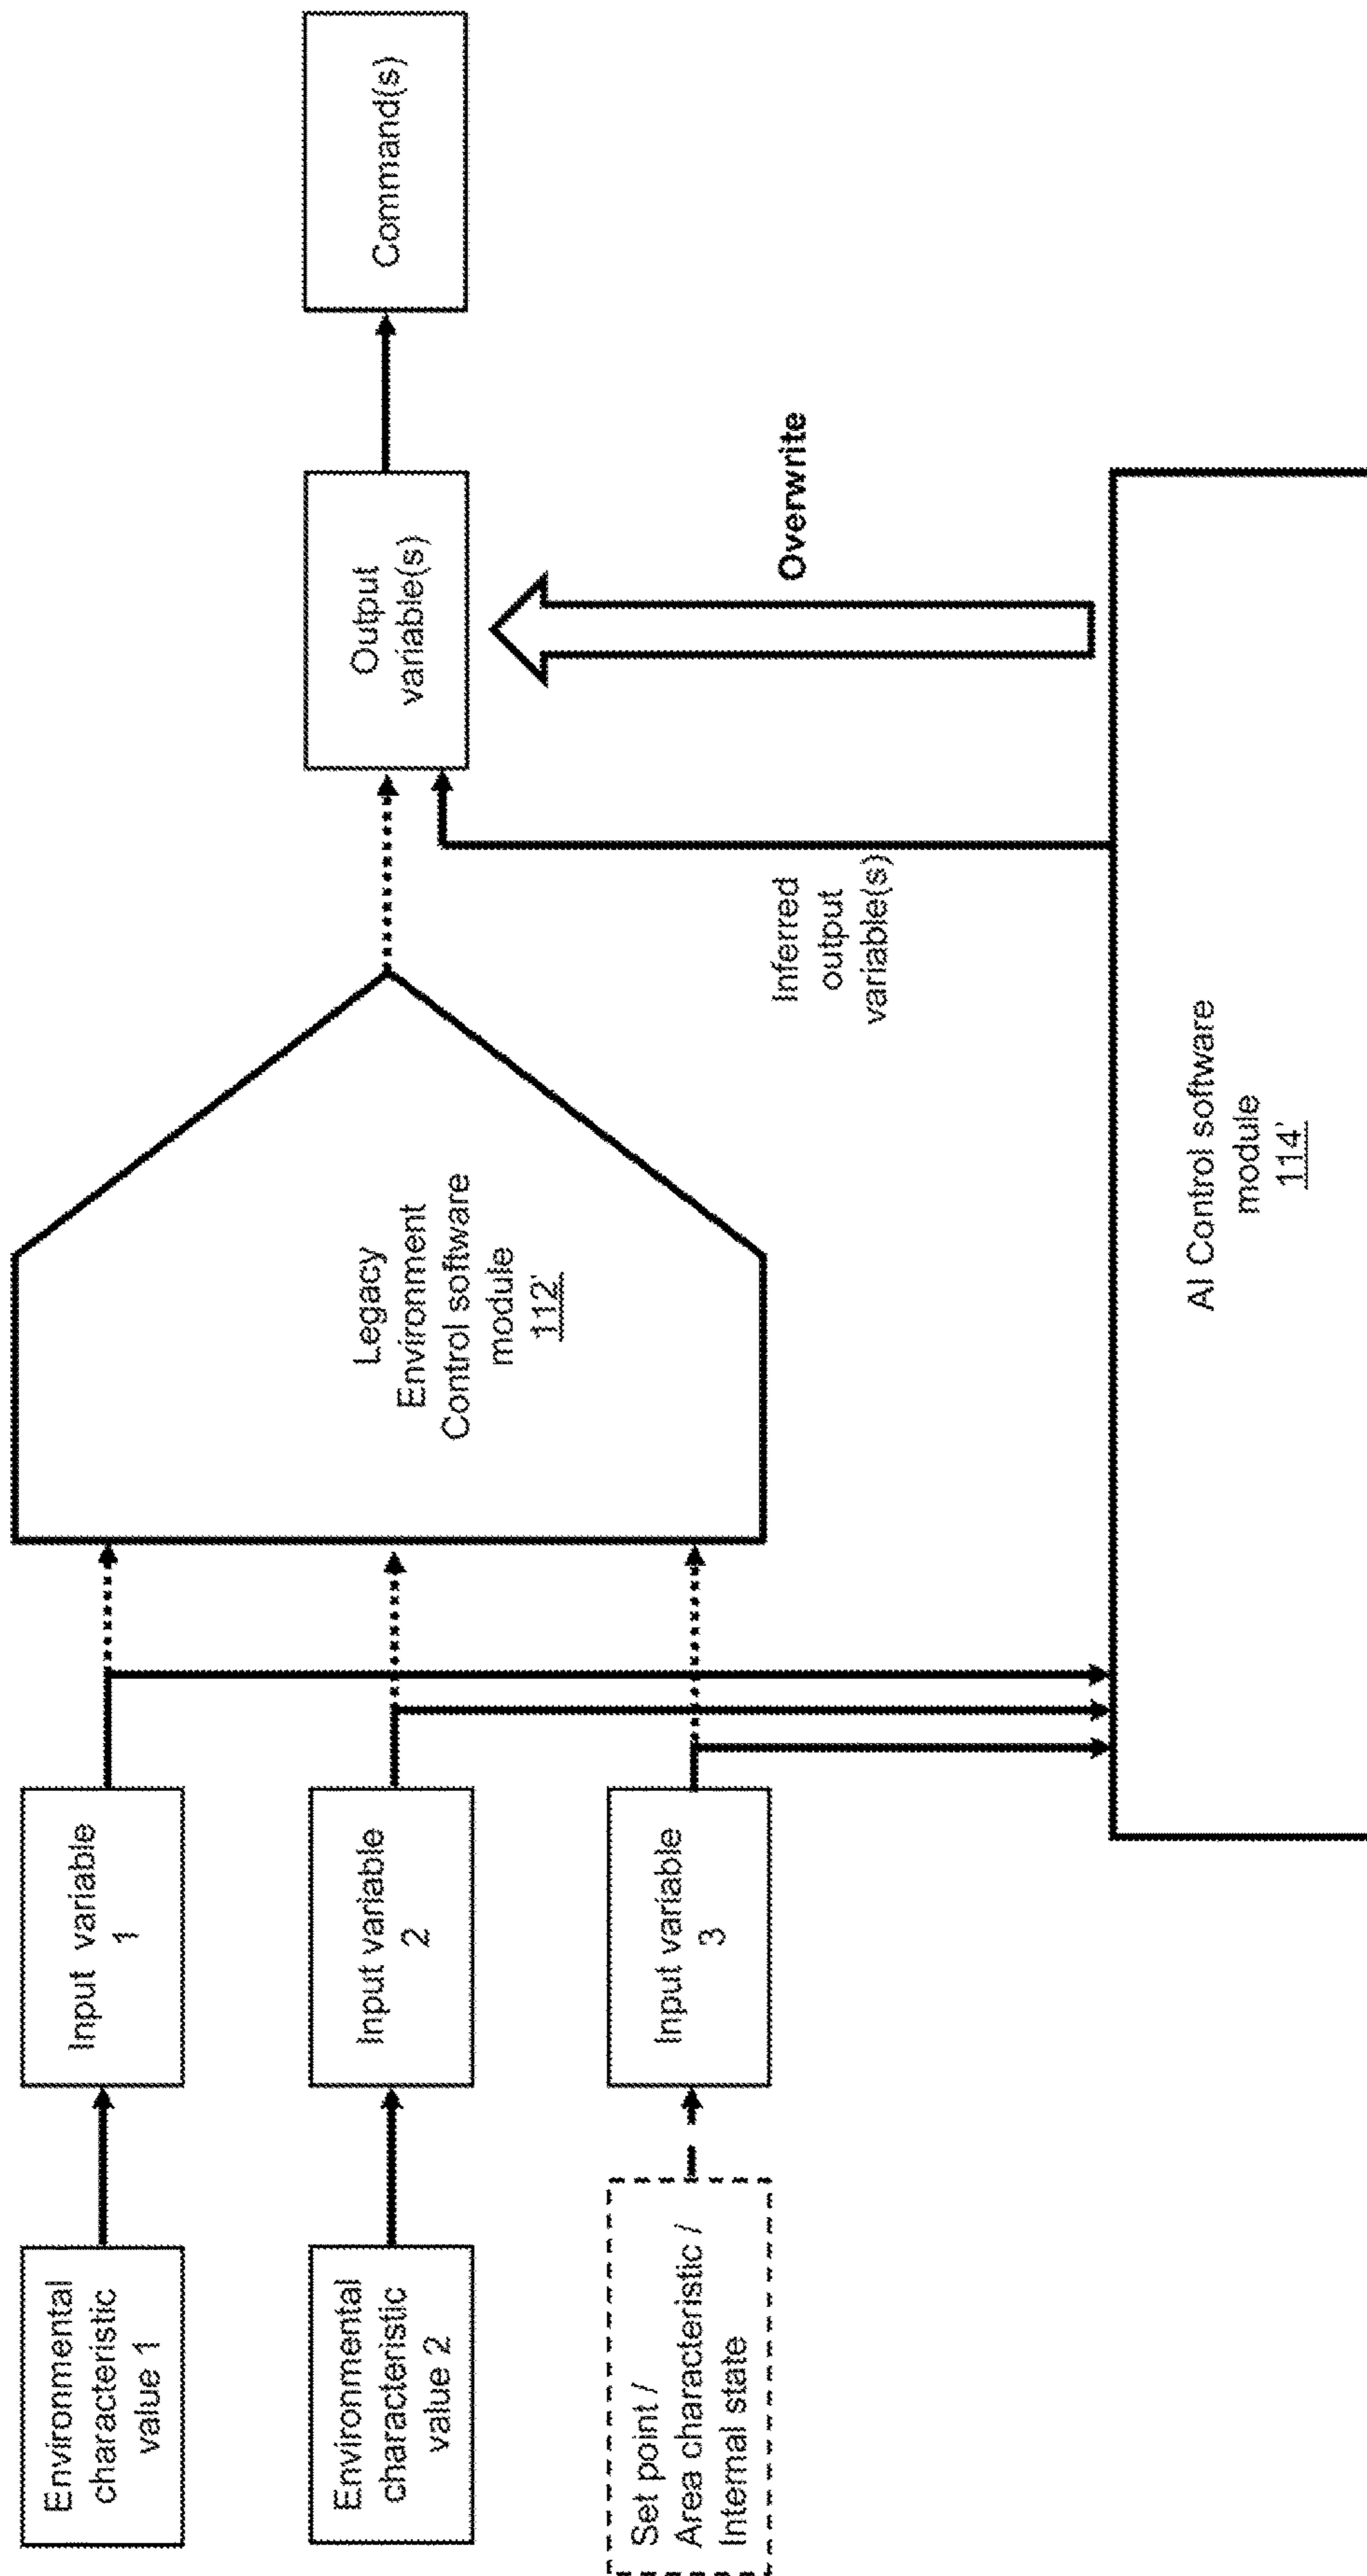 Environmental
characteristic
value 1
Input variable
1
Environmental
characteristic
value 2
Input variable
2
Set point /
Area characteristic /
Internal state
Input variable
3
Legacy
Environment
Control software
module
112'
Output
variable(s)
Command(s)
Inferred
output
variable(s)
Overwrite
AI Control software
module
114'